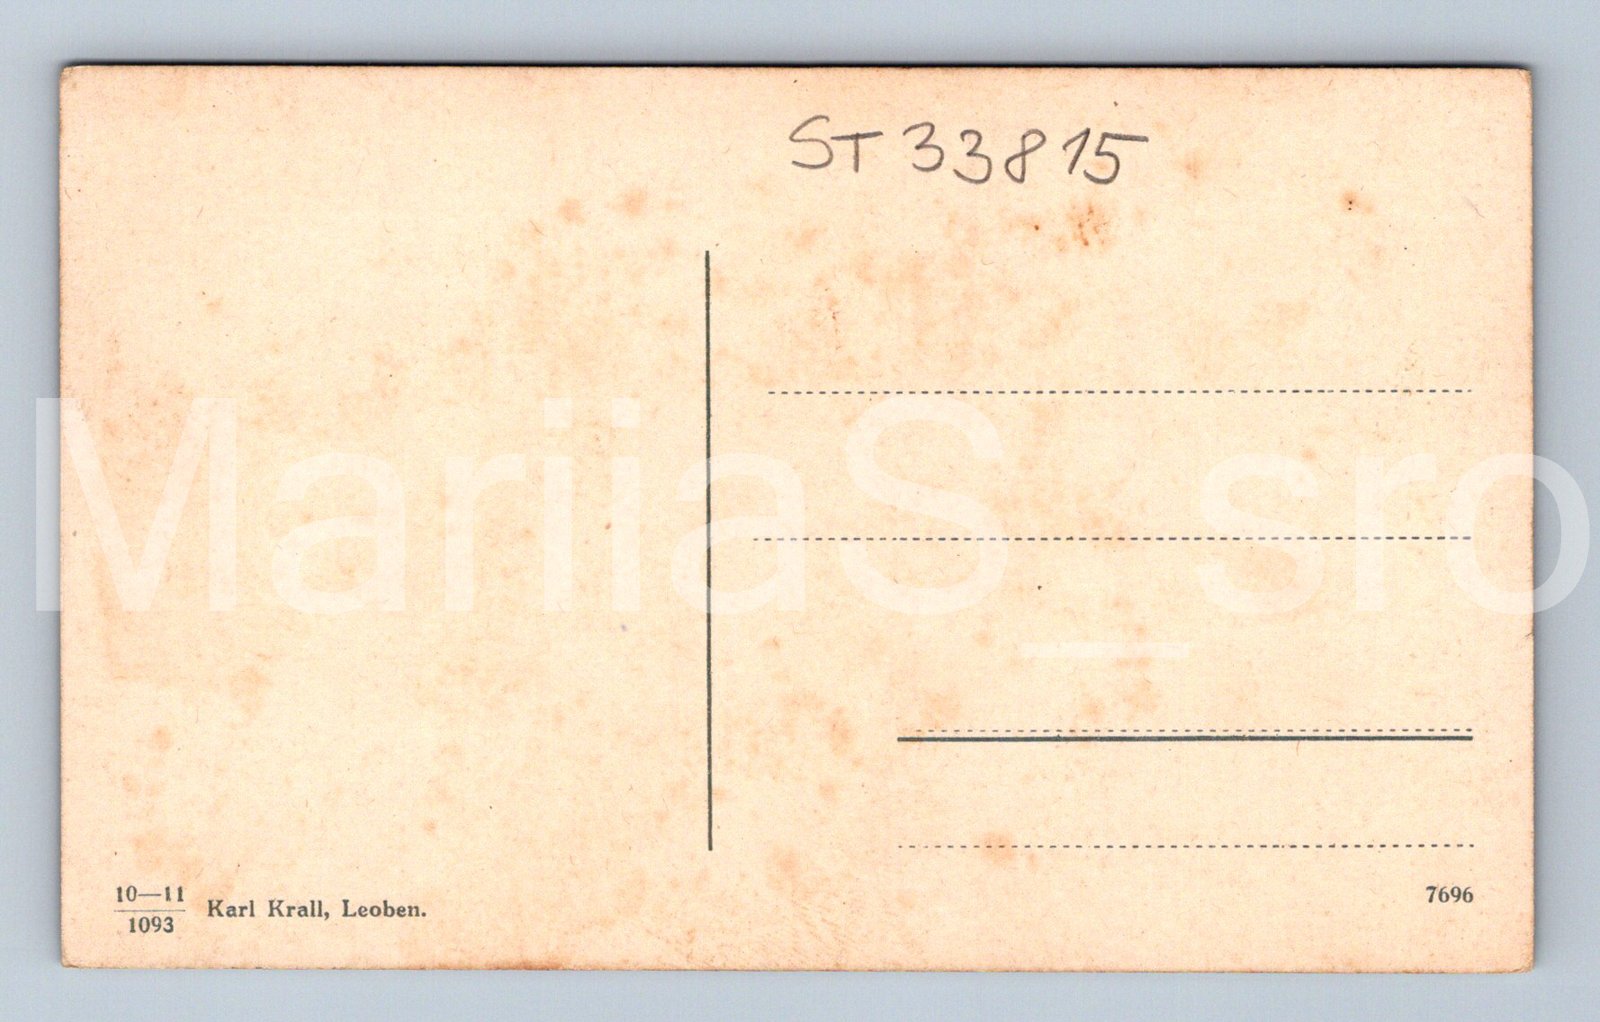 ST 33815
MariiaS_sro
10—11
1093
Karl Krall, Leoben.
7696